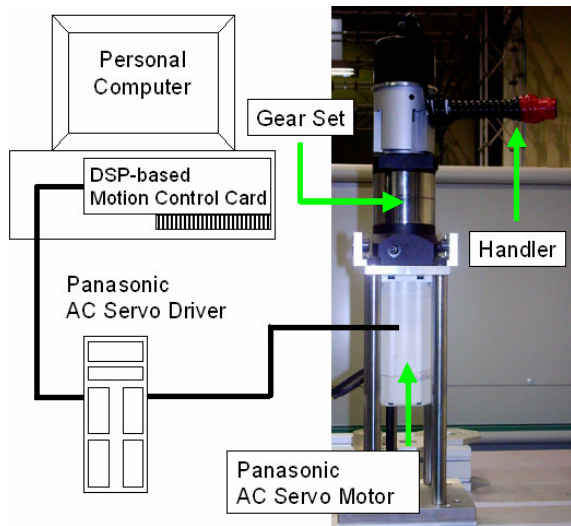 Personal
Computer
DSP-based
Motion Control Card
Panasonic
AC Servo Driver
Gear Set
Handler
Panasonic
AC Servo Motor